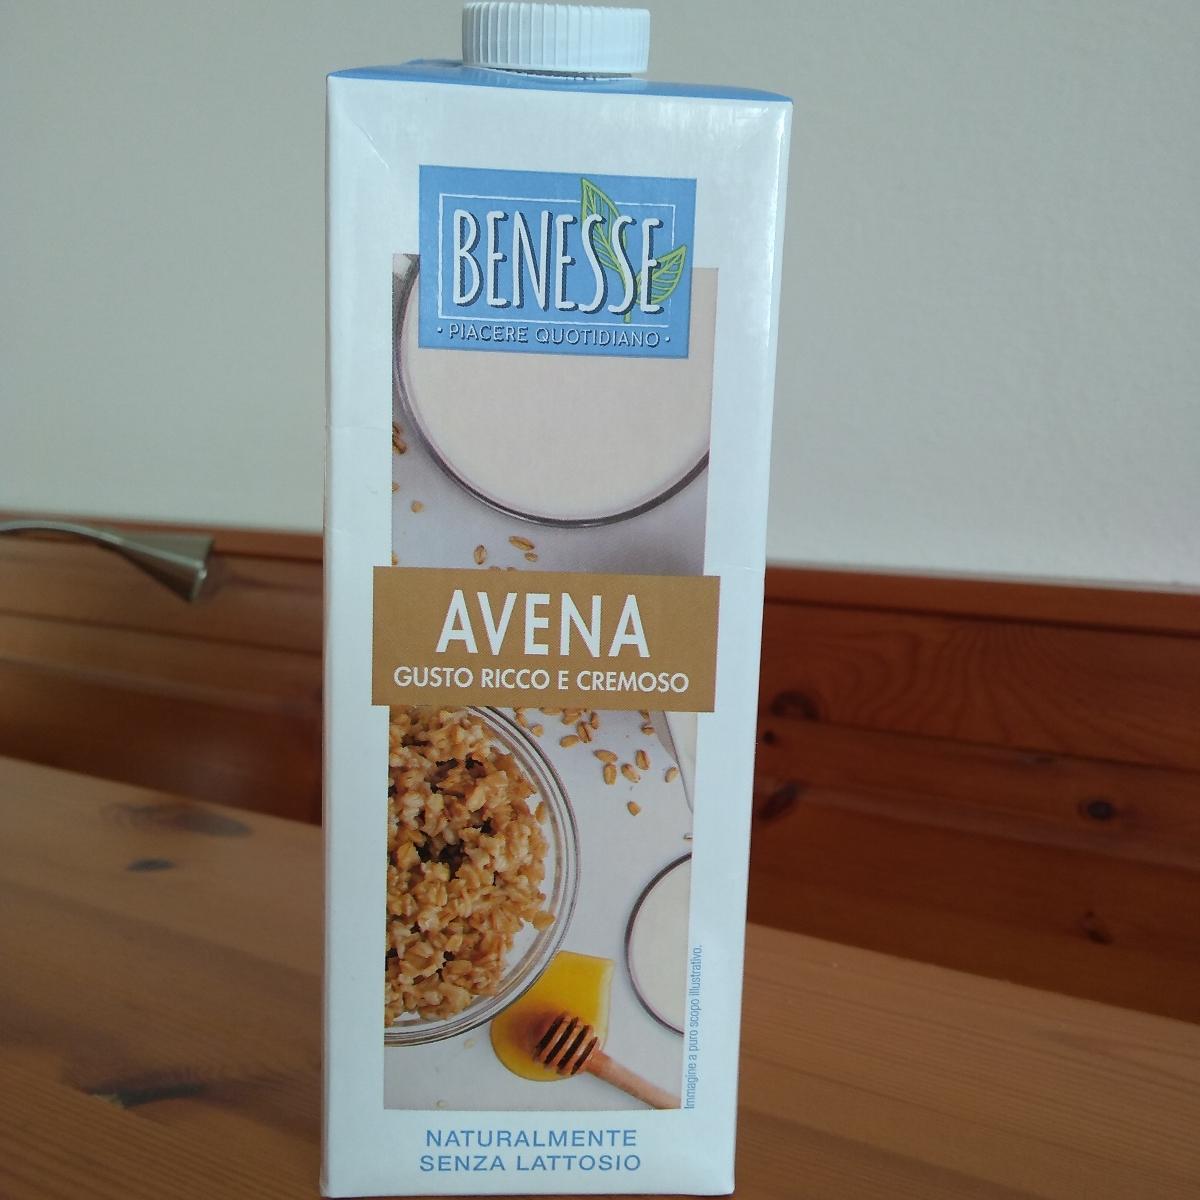 BENESSE
• PIACERE QUOTIDIANO •
AVENA
GUSTO RICCO E CREMOSO
Immagine a puro scopo illustrativo.
NATURALMENTE
SENZA LATTOSIO